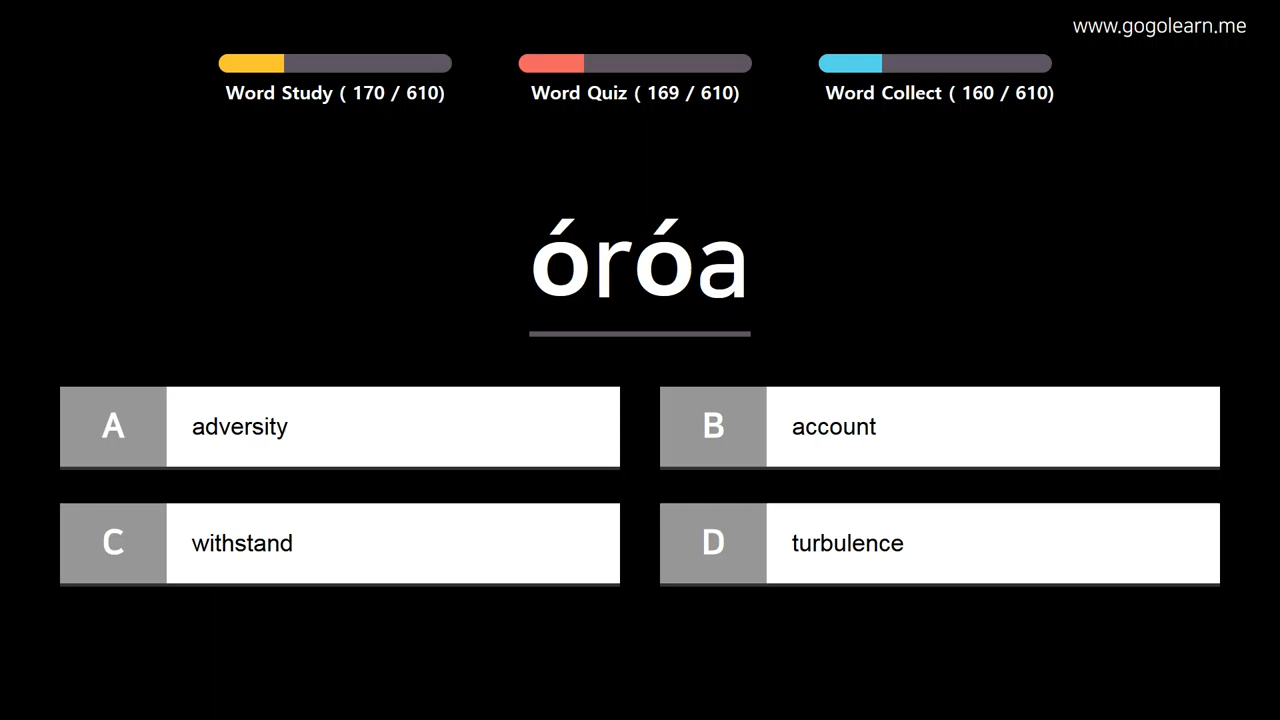 www.gogolearn.me
Word Study ( 170 / 610)
Word Quiz ( 169 / 610)
Word Collect ( 160 / 610)
óróa
A adversity
B account
C withstand
D turbulence